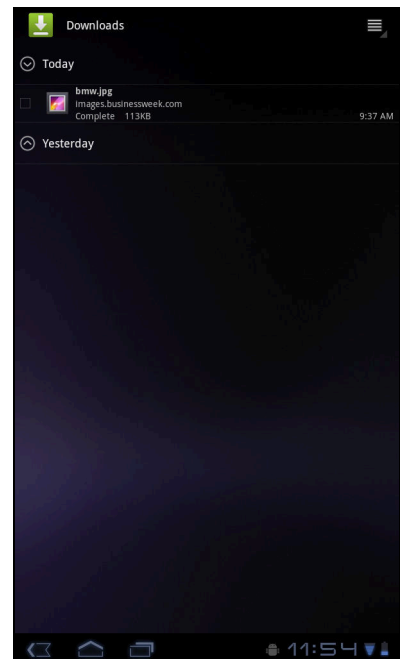 Downloads
Today
bmw.jpg
images.businessweek.com
Complete 113KB 9:37 AM
Yesterday
11:54